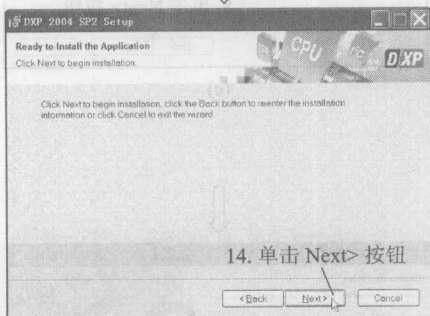 DXP 2004 SP2 Setup
Ready to Install the Application
Click Next to begin installation.
CPU
DXP
Click Next to begin installation, click the Back button to reenter the installation
information or click Cancel to exit the wizard.
14. 单击 Next> 按钮
< Back
Next >
Cancel